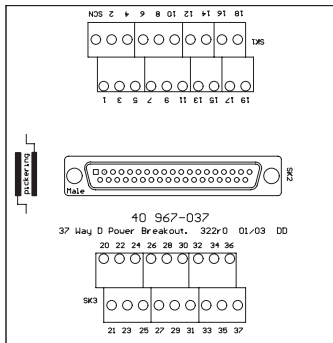 SCN 2 4 6 8 10 12 14 16 18
SK1
1 3 5 7 9 11 13 15 17 19
pickering
SK2
Male
40 967-037
37 Way D Power Breakout. 322r0 01/03 DD
20 22 24 26 28 30 32 34 36
SK3
21 23 25 27 29 31 33 35 37